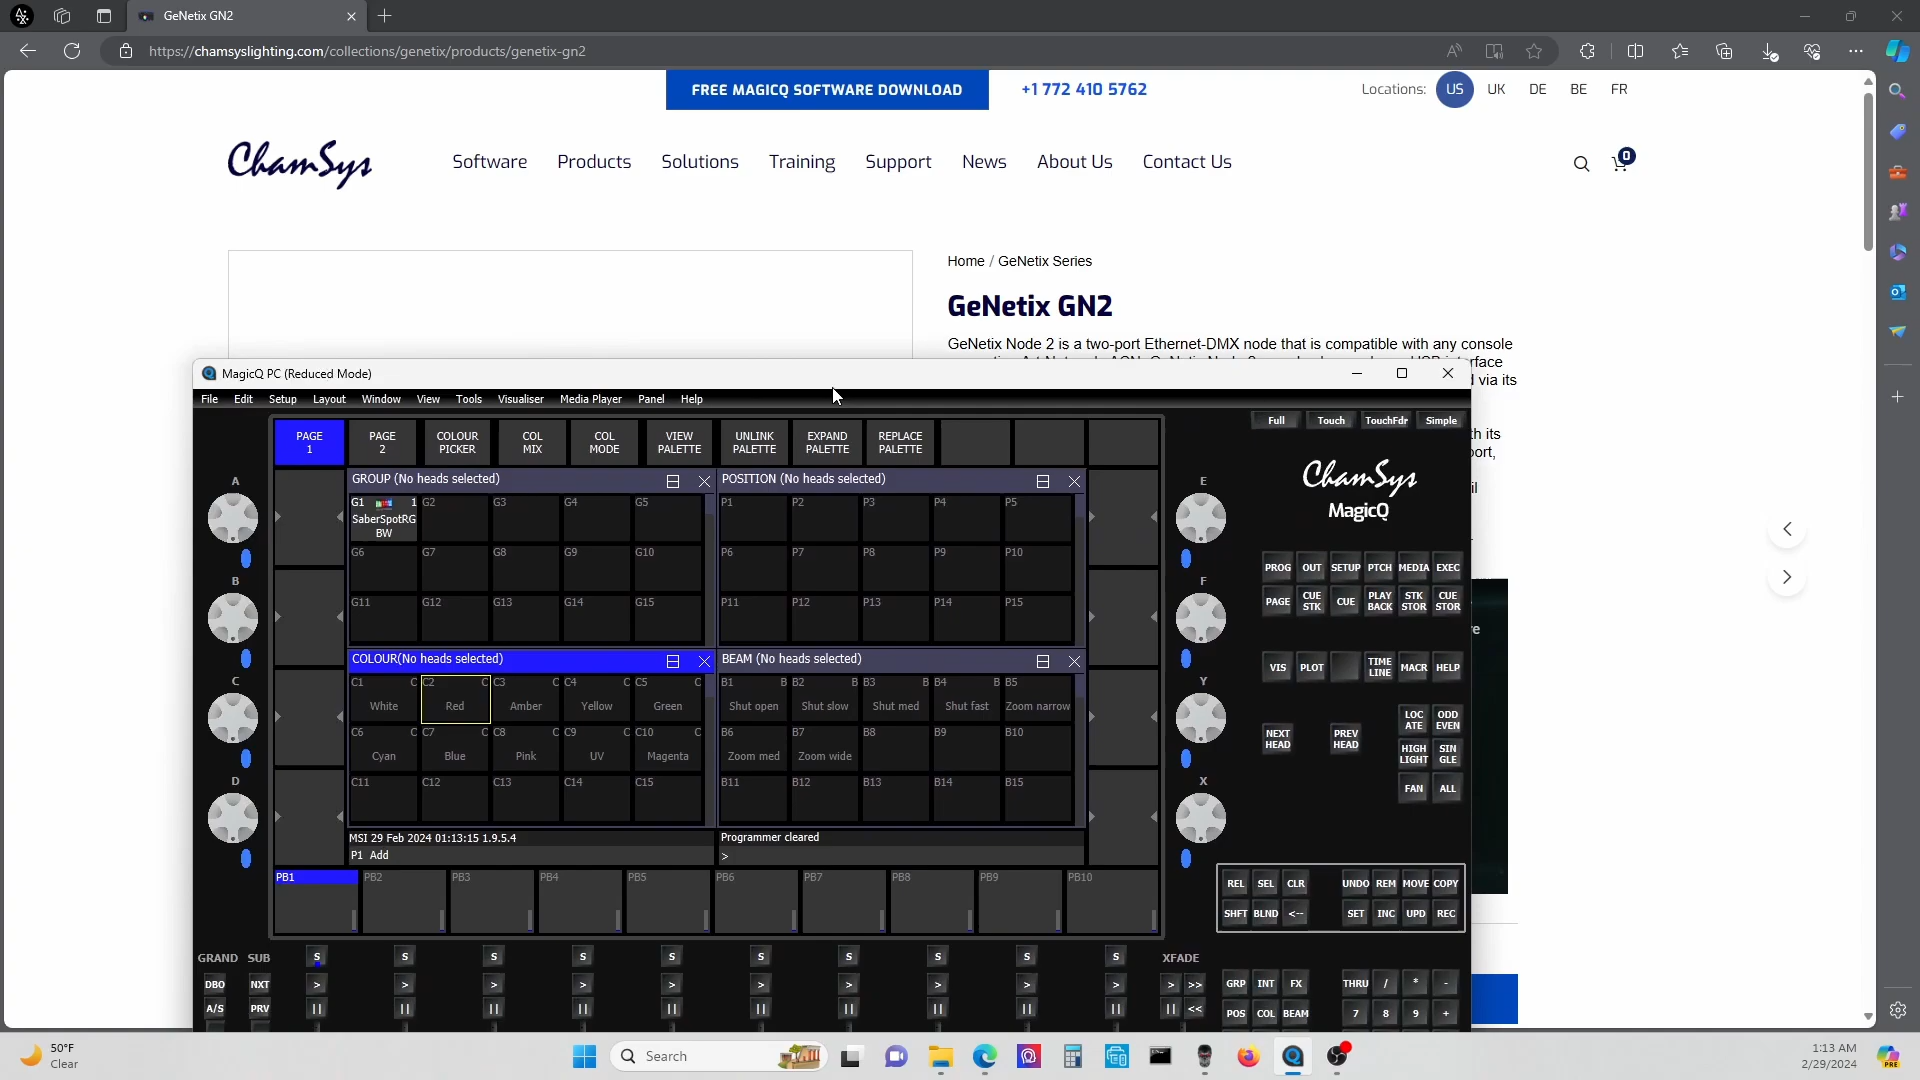 GeNetix GN2
https://chamsyslighting.com/collections/genetix/products/genetix-gn2
FREE MAGICQ SOFTWARE DOWNLOAD
+1 772 410 5762
Locations: US UK DE BE FR
ChamSys
Software Products Solutions Training Support News About Us Contact Us
0
Home / GeNetix Series
GeNetix GN2
GeNetix Node 2 is a two-port Ethernet-DMX node that is compatible with any console
MagicQ PC (Reduced Mode)
File Edit Setup Layout Window View Tools Visualiser Media Player Panel Help
Full Touch TouchFdr Simple
PAGE 1
PAGE 2
COLOUR PICKER
COL MIX
COL MODE
VIEW PALETTE
UNLINK PALETTE
EXPAND PALETTE
REPLACE PALETTE
GROUP (No heads selected)
G1 1 SaberSpotRG BW
G2 G3 G4 G5
G6 G7 G8 G9 G10
G11 G12 G13 G14 G15
POSITION (No heads selected)
P1 P2 P3 P4 P5
P6 P7 P8 P9 P10
P11 P12 P13 P14 P15
COLOUR(No heads selected)
C1 C C2 C C3 C C4 C C5 C
White Red Amber Yellow Green
C6 C C7 C C8 C C9 C C10 C
Cyan Blue Pink UV Magenta
C11 C12 C13 C14 C15
BEAM (No heads selected)
B1 B B2 B B3 B B4 B B5
Shut open Shut slow Shut med Shut fast Zoom narrow
B6 B7 B8 B9 B10
Zoom med Zoom wide
B11 B12 B13 B14 B15
MSI 29 Feb 2024 01:13:15 1.9.5.4
P1 Add
Programmer cleared
>
PB1 PB2 PB3 PB4 PB5 PB6 PB7 PB8 PB9 PB10
A
B
C
D
E
F
Y
X
ChamSys
MagicQ
PROG OUT SETUP PTCH MEDIA EXEC
PAGE CUE STK CUE PLAY BACK STK STOR CUE STOR
VIS PLOT TIME LINE MACR HELP
NEXT HEAD PREV HEAD
LOC ATE ODD EVEN
HIGH LIGHT SIN GLE
FAN ALL
REL SEL CLR UNDO REM MOVE COPY
SHFT BLND <-- SET INC UPD REC
GRAND SUB S S S S S S S S S S XFADE
DBO NXT > > > > > > > > > > > >>
A/S PRV || || || || || || || || || || || <<
GRP INT FX THRU / * -
POS COL BEAM 7 8 9 +
rface
via its
th its
port,
il
re
50°F
Clear
Search
1:13 AM
2/29/2024
PRE